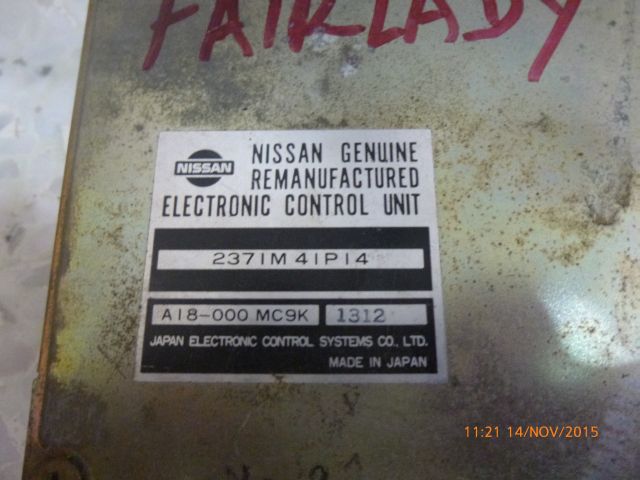 FAIRLADY
NISSAN
NISSAN GENUINE
REMANUFACTURED
ELECTRONIC CONTROL UNIT
2371M 41P14
A18-000 MC9K 1312
JAPAN ELECTRONIC CONTROL SYSTEMS CO., LTD.
MADE IN JAPAN
11:21 14/NOV/2015